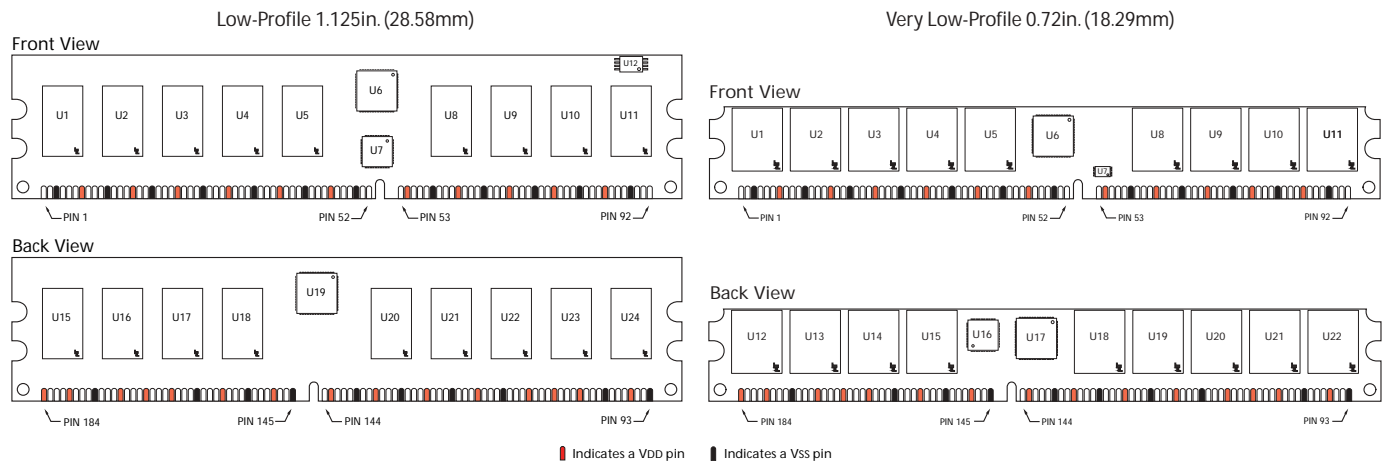 Low-Profile 1.125in. (28.58mm)
Front View
U1 U2 U3 U4 U5 U6 U7 U8 U9 U10 U11 U12
PIN 1 PIN 52 PIN 53 PIN 92
Back View
U15 U16 U17 U18 U19 U20 U21 U22 U23 U24
PIN 184 PIN 145 PIN 144 PIN 93
Very Low-Profile 0.72in. (18.29mm)
Front View
U1 U2 U3 U4 U5 U6 U7 U8 U9 U10 U11
PIN 1 PIN 52 PIN 53 PIN 92
Back View
U12 U13 U14 U15 U16 U17 U18 U19 U20 U21 U22
PIN 184 PIN 145 PIN 144 PIN 93
Indicates a VDD pin Indicates a VSS pin